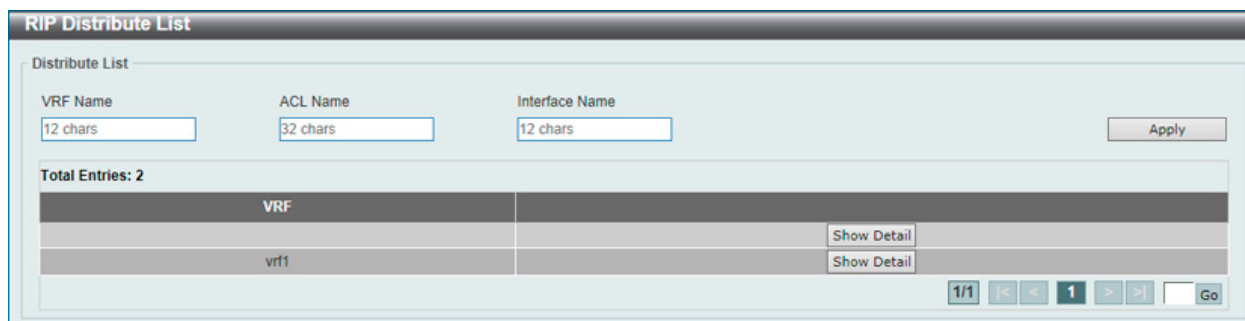 RIP Distribute List
Distribute List
VRF Name ACL Name Interface Name
12 chars 32 chars 12 chars Apply
Total Entries: 2
VRF
Show Detail
vrf1 Show Detail
1/1 |< < 1 > >| Go